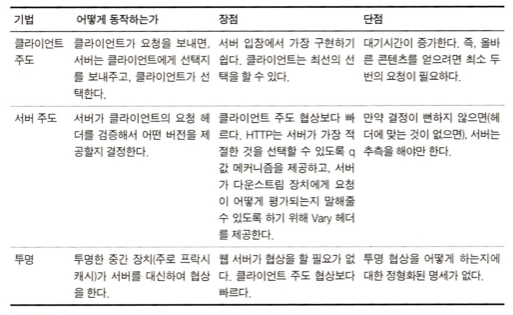 기법 어떻게 동작하는가 장점 단점
클라이언트 주도
클라이언트가 요청을 보내면,
서버는 클라이언트에게 선택지
를 보내주고, 클라이언트가 선
택한다.
서버 입장에서 가장 구현하기
쉽다. 클라이언트는 최선의 선
택을 할 수 있다.
대기시간이 증가한다. 즉, 올바
른 콘텐츠를 얻으려면 최소 두
번의 요청이 필요하다.
서버 주도
서버가 클라이언트의 요청 헤
더를 검증해서 어떤 버전을 제
공할지 결정한다.
클라이언트 주도 협상보다 빠
르다. HTTP는 서버가 가장 적
절한 것을 선택할 수 있도록 q
값 메커니즘을 제공하고, 서버
가 다운스트림 장치에게 요청
이 어떻게 평가되는지 말해줄
수 있도록 하기 위해 Vary 헤더
를 제공한다.
만약 결정이 뻔하지 않으면(헤
더에 맞는 것이 없으면), 서버는
추측을 해야만 한다.
투명
투명한 중간 장치(주로 프락시
캐시)가 서버를 대신하여 협상
을 한다.
웹 서버가 협상을 할 필요가 없
다. 클라이언트 주도 협상보다
빠르다.
투명 협상을 어떻게 하는지에
대한 정형화된 명세가 없다.